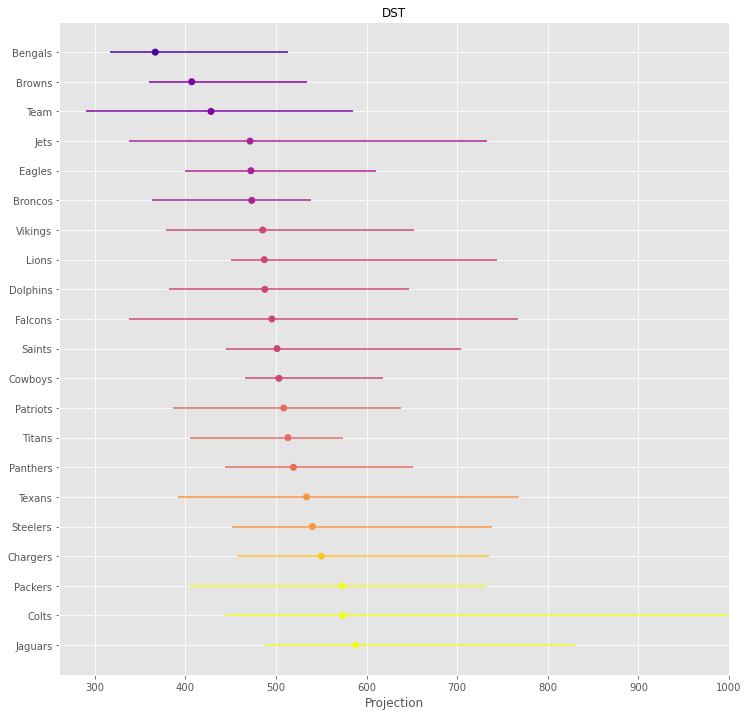 DST
Bengals
Browns
Team
Jets
Eagles
Broncos
Vikings
Lions
Dolphins
Falcons
Saints
Cowboys
Patriots
Titans
Panthers
Texans
Steelers
Chargers
Packers
Colts
Jaguars
300 400 500 600 700 800 900 1000
Projection